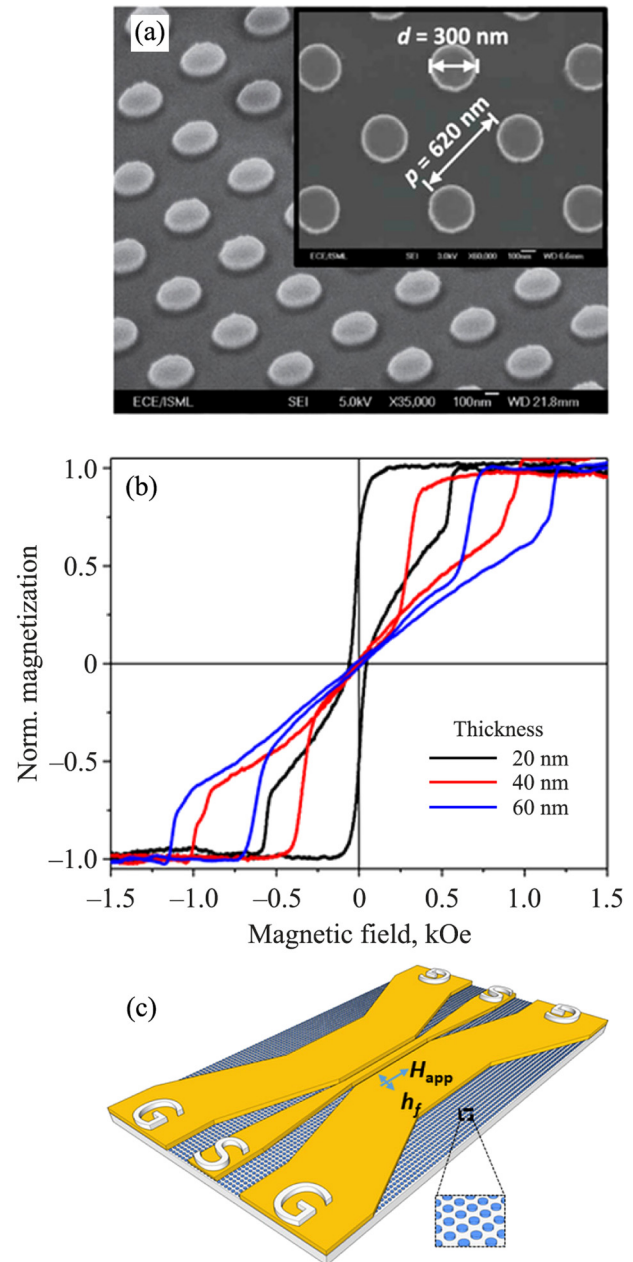 (a)
d = 300 nm
p = 620 nm
ECE/ISML SEI 3.0kV X60,000 100nm WD 6.6mm
ECE/ISML SEI 5.0kV X35,000 100nm WD 21.8mm
(b)
Norm. magnetization
1.0
0.5
0
–0.5
–1.0
Thickness
20 nm
40 nm
60 nm
–1.5 –1.0 –0.5 0 0.5 1.0 1.5
Magnetic field, kOe
(c)
G S G
H app
h f
G S G